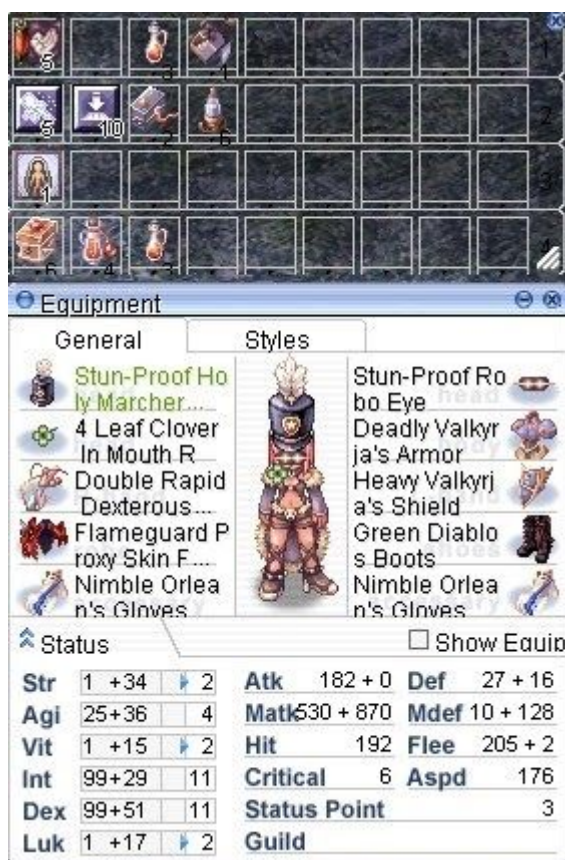 5 3 1 1
5 10 2 6 2
1 3
6 4 3
Equipment
General Styles
Stun-Proof Ho
ly Marcher...
Stun-Proof Ro
bo Eye
4 Leaf Clover
In Mouth R
Deadly Valkyr
ja's Armor
Double Rapid
Dexterous...
Heavy Valkyrj
a's Shield
Flameguard P
roxy Skin F...
Green Diablo
s Boots
Nimble Orlea
n's Gloves
Nimble Orlea
n's Gloves
Status Show Equip
Str 1 +34 2 Atk 182 + 0 Def 27 + 16
Agi 25+36 4 Matk 530 + 870 Mdef 10 + 128
Vit 1 +15 2 Hit 192 Flee 205 + 2
Int 99+29 11 Critical 6 Aspd 176
Dex 99+51 11 Status Point 3
Luk 1 +17 2 Guild